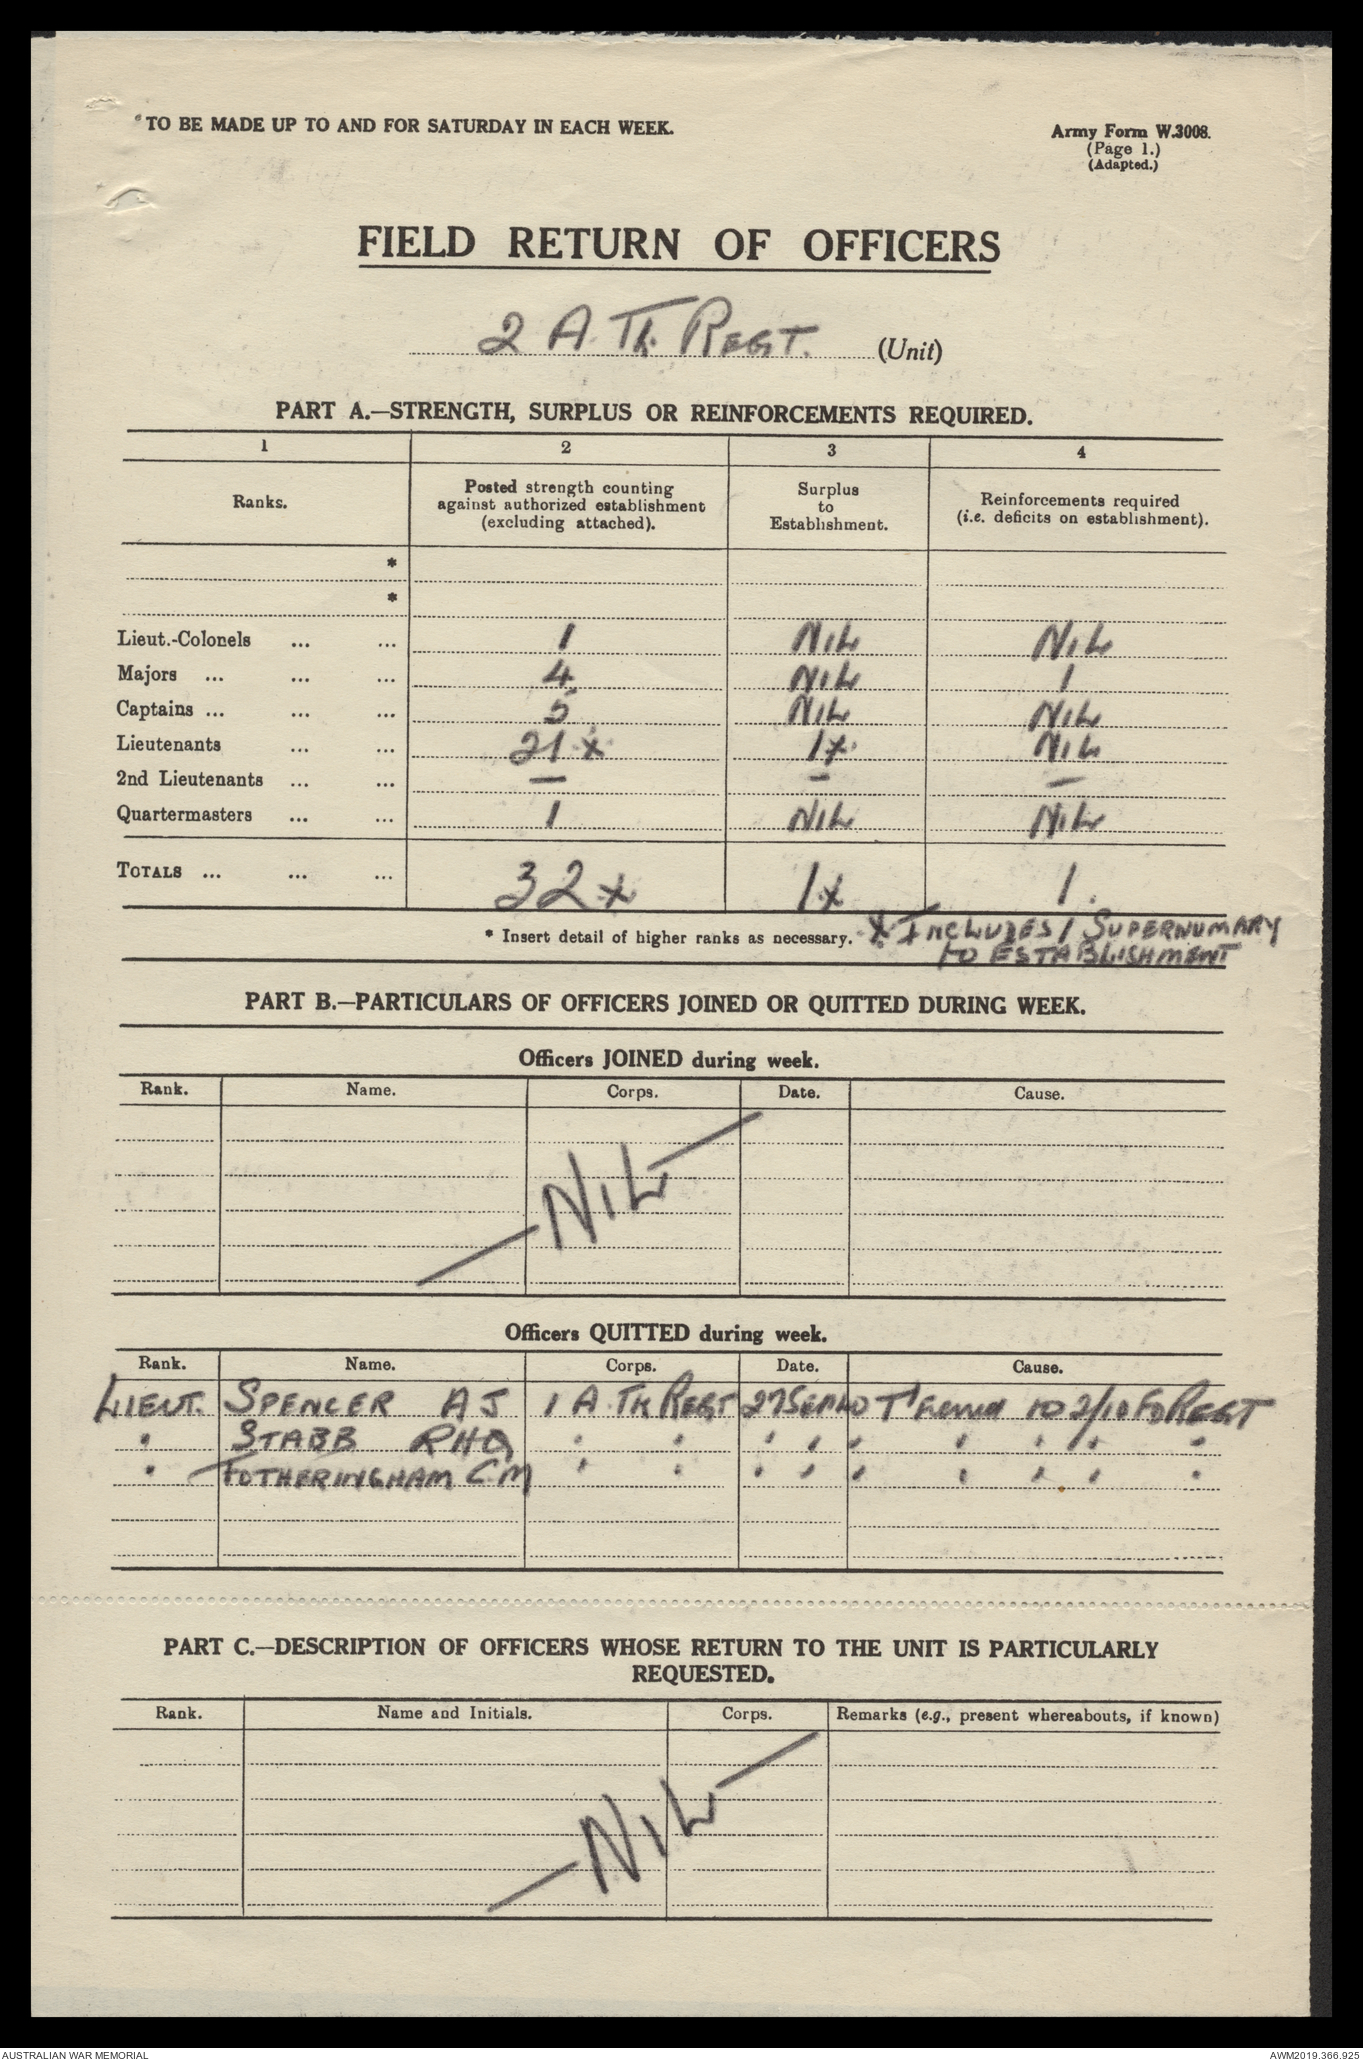 * TO BE MADE UP TO AND FOR SATURDAY IN EACH WEEK.
Army Form W.3008.
(Page 1.)
(Adapted.)
FIELD RETURN OF OFFICERS
2 A. Tk. REGT. (Unit)
PART A.—STRENGTH, SURPLUS OR REINFORCEMENTS REQUIRED.
1 2 3 4
Ranks. Posted strength counting against authorized establishment (excluding attached). Surplus to Establishment. Reinforcements required (i.e. deficits on establishment).
*
*
Lieut.-Colonels ... ... 1 NIL NIL
Majors ... ... ... 4 NIL 1
Captains ... ... ... 5 NIL NIL
Lieutenants ... ... 21 x 1x NIL
2nd Lieutenants ... ... — — —
Quartermasters ... ... 1 NIL NIL
TOTALS ... ... ... 32 x 1x 1.
* Insert detail of higher ranks as necessary. x INCLUDES 1 SUPERNUMARY
TO ESTABLISHMENT
PART B.—PARTICULARS OF OFFICERS JOINED OR QUITTED DURING WEEK.
Officers JOINED during week.
Rank. Name. Corps. Date. Cause.
— NIL —
Officers QUITTED during week.
Rank. Name. Corps. Date. Cause.
LIEUT. SPENCER A J 1 A. TK REGT 27 SEP 40 to 2/10 FD REGT
" STABB RHQ " " " " " " " " "
" FOTHERINGHAM C M " " " " " " " " "
PART C.—DESCRIPTION OF OFFICERS WHOSE RETURN TO THE UNIT IS PARTICULARLY
REQUESTED.
Rank. Name and Initials. Corps. Remarks (e.g., present whereabouts, if known)
— NIL —
AUSTRALIAN WAR MEMORIAL
AWM2019.366.925